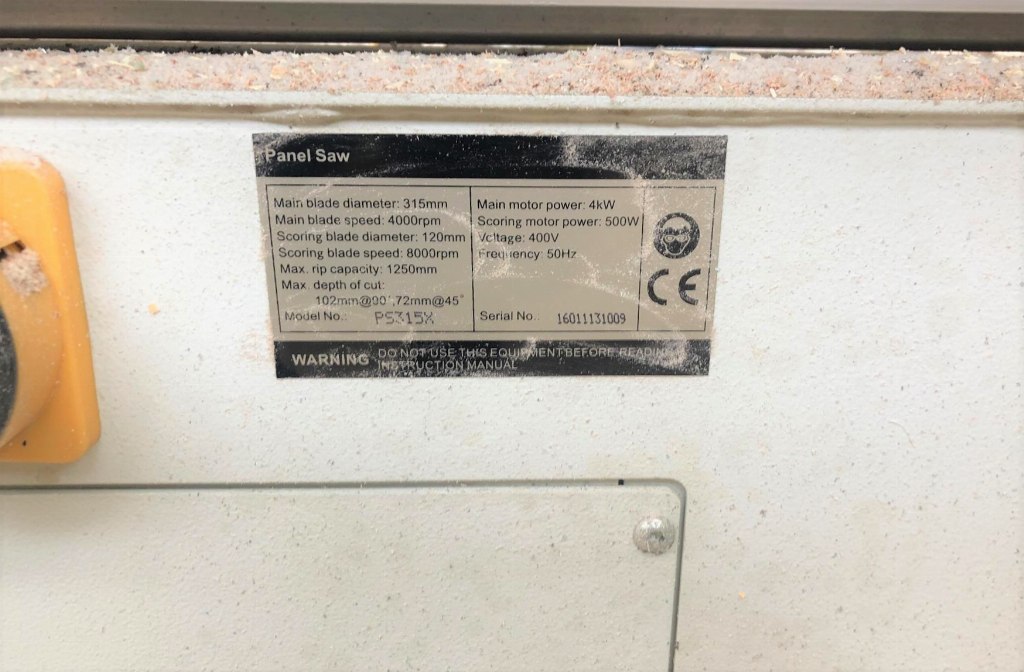 Panel Saw
Main blade diameter: 315mm
Main blade speed: 4000rpm
Scoring blade diameter: 120mm
Scoring blade speed: 8000rpm
Max. rip capacity: 1250mm
Max. depth of cut:
102mm@90°,72mm@45°
Model No.: PS315X
Main motor power: 4kW
Scoring motor power: 500W
Voltage: 400V
Frequency: 50Hz
Serial No.: 16011131009
CE
WARNING DO NOT USE THIS EQUIPMENT BEFORE READING
INSTRUCTION MANUAL